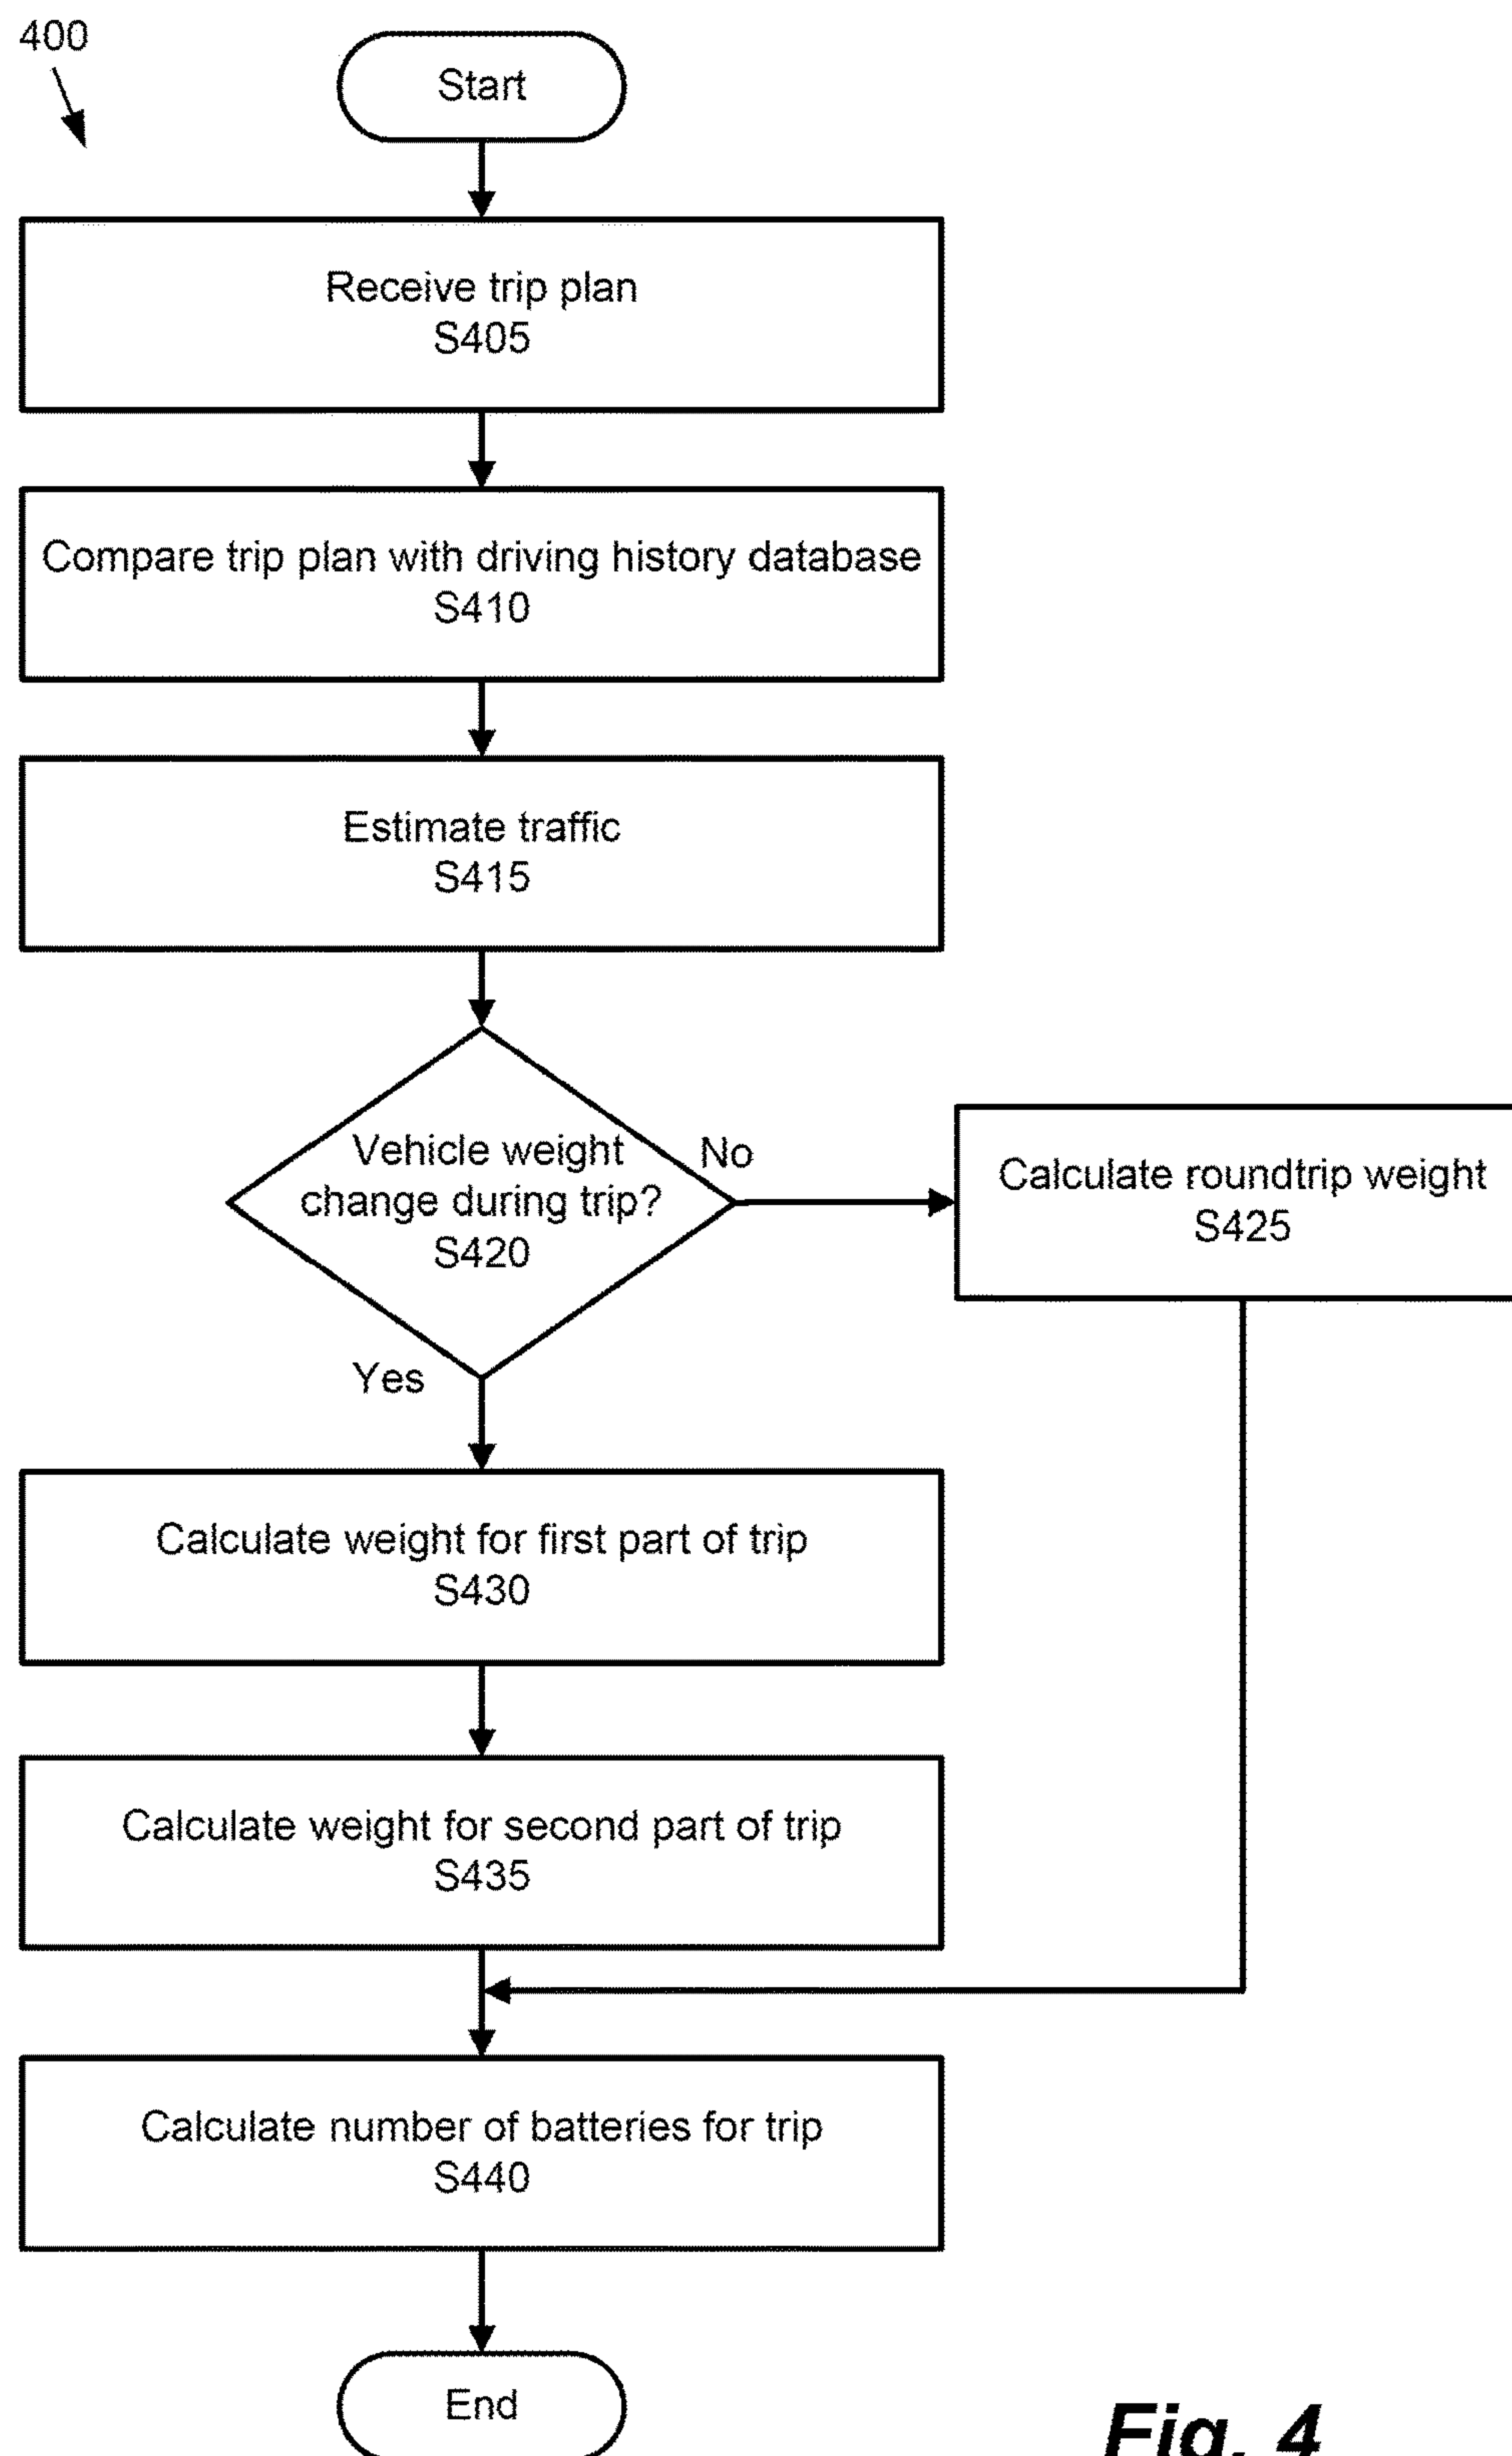 400
Start
Receive trip plan
S405
Compare trip plan with driving history database
S410
Estimate traffic
S415
Vehicle weight
change during trip?
S420
No
Calculate roundtrip weight
S425
Yes
Calculate weight for first part of trip
S430
Calculate weight for second part of trip
S435
Calculate number of batteries for trip
S440
End
Fig. 4